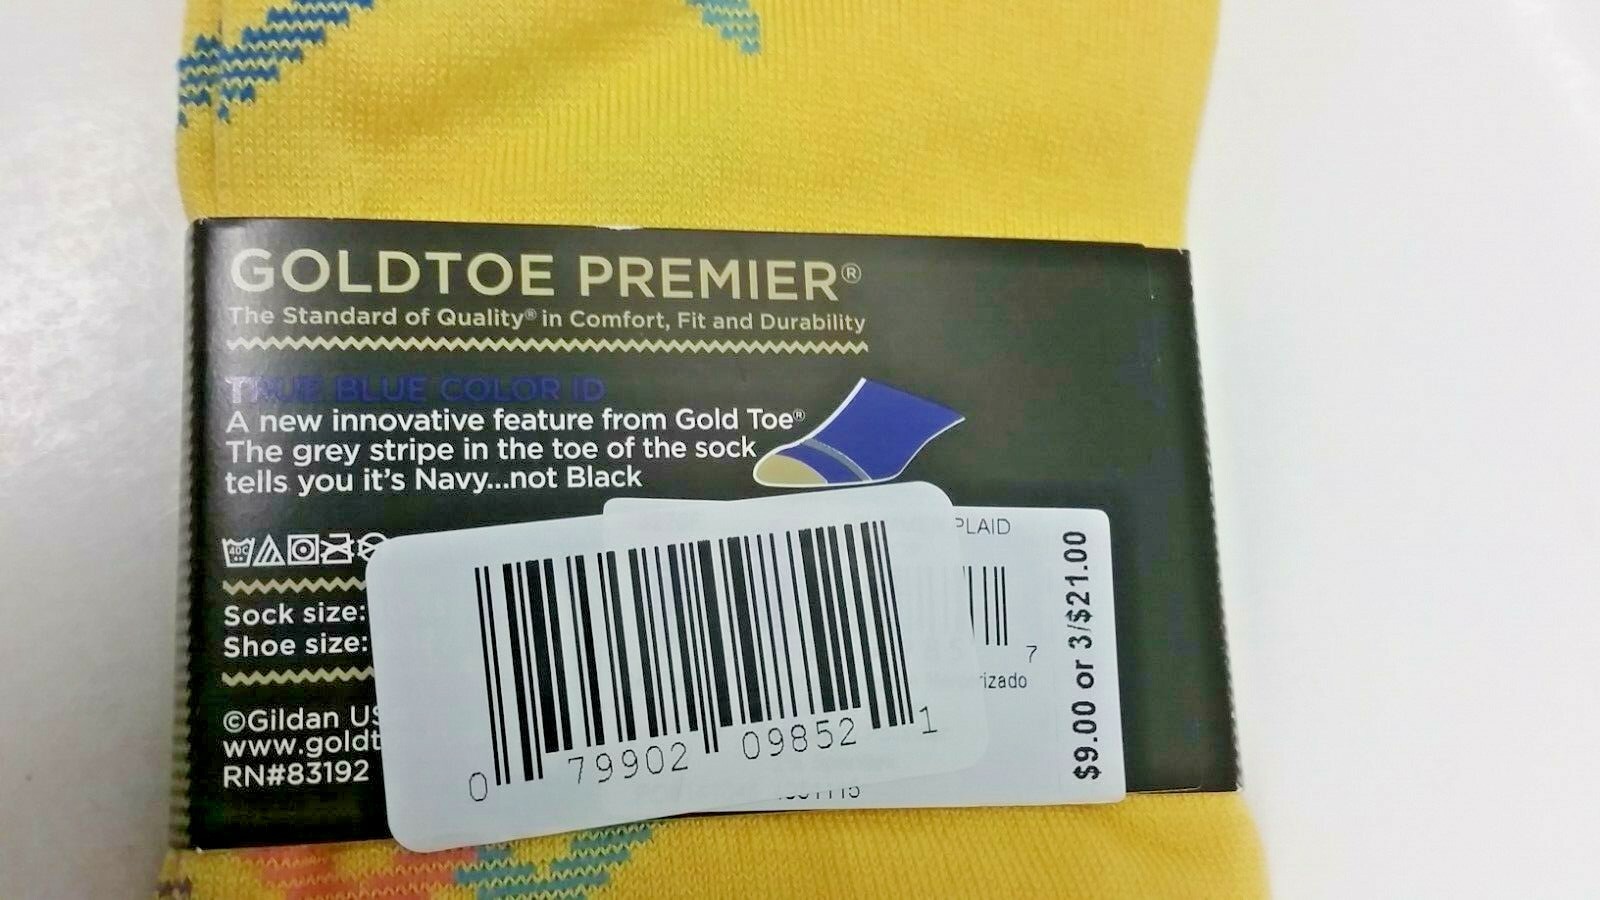 GOLDTOE PREMIER®
The Standard of Quality® in Comfort, Fit and Durability
TRUE BLUE COLOR ID
A new innovative feature from Gold Toe®
The grey stripe in the toe of the sock
tells you it's Navy...not Black
40C
Sock size:
Shoe size:
©Gildan US
www.goldt
RN#83192
PLAID
7
rizado
$9.00 or 3/$21.00
0 79902 09852 1